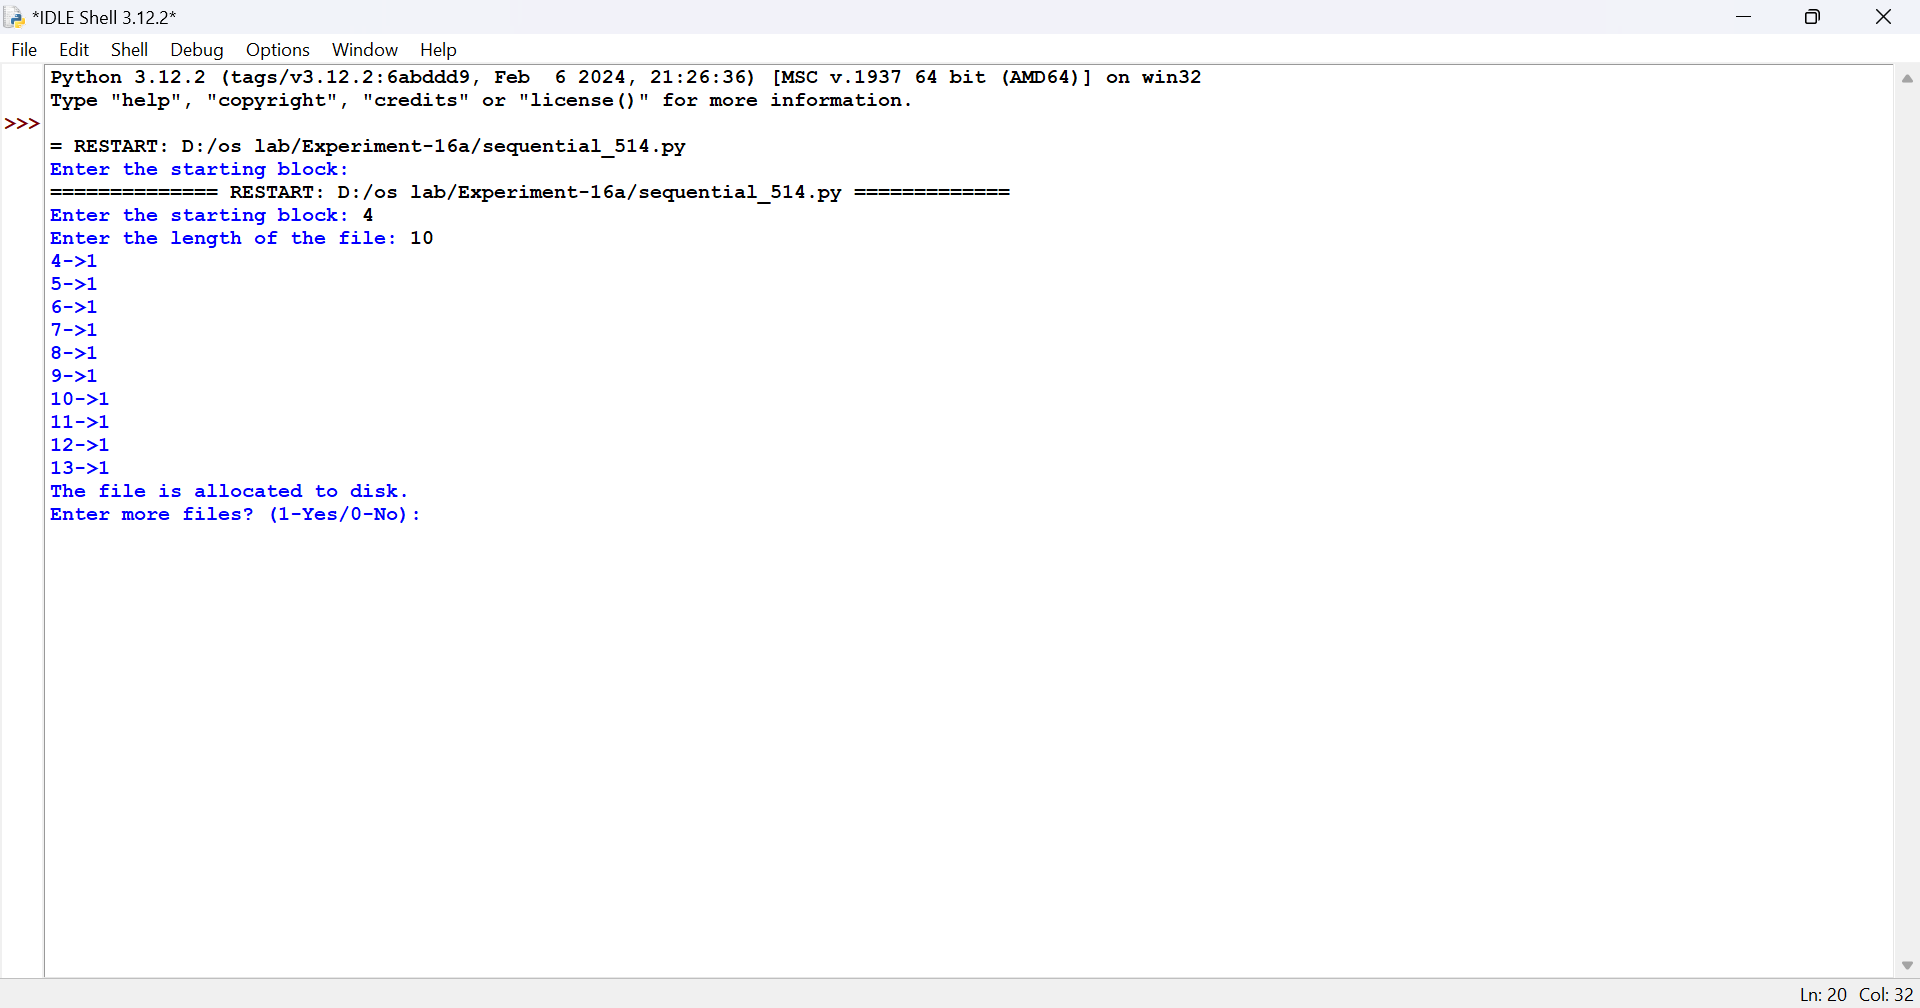 *IDLE Shell 3.12.2*
File Edit Shell Debug Options Window Help
Python 3.12.2 (tags/v3.12.2:6abddd9, Feb  6 2024, 21:26:36) [MSC v.1937 64 bit (AMD64)] on win32
Type "help", "copyright", "credits" or "license()" for more information.
>>>
= RESTART: D:/os lab/Experiment-16a/sequential_514.py
Enter the starting block:
============== RESTART: D:/os lab/Experiment-16a/sequential_514.py =============
Enter the starting block: 4
Enter the length of the file: 10
4->1
5->1
6->1
7->1
8->1
9->1
10->1
11->1
12->1
13->1
The file is allocated to disk.
Enter more files? (1-Yes/0-No):
Ln: 20 Col: 32